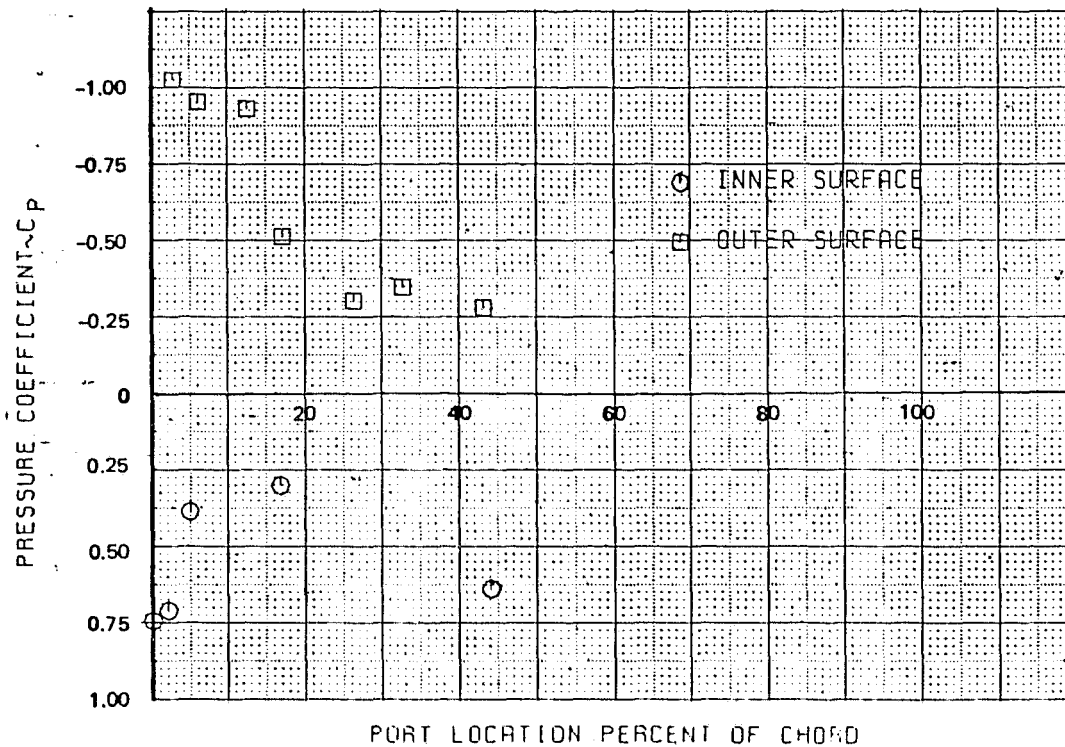 -1.00
-0.75
-0.50
-0.25
0
0.25
0.50
0.75
1.00
PRESSURE COEFFICIENT~CP
INNER SURFACE
OUTER SURFACE
20 40 60 80 100
PORT LOCATION PERCENT OF CHORD